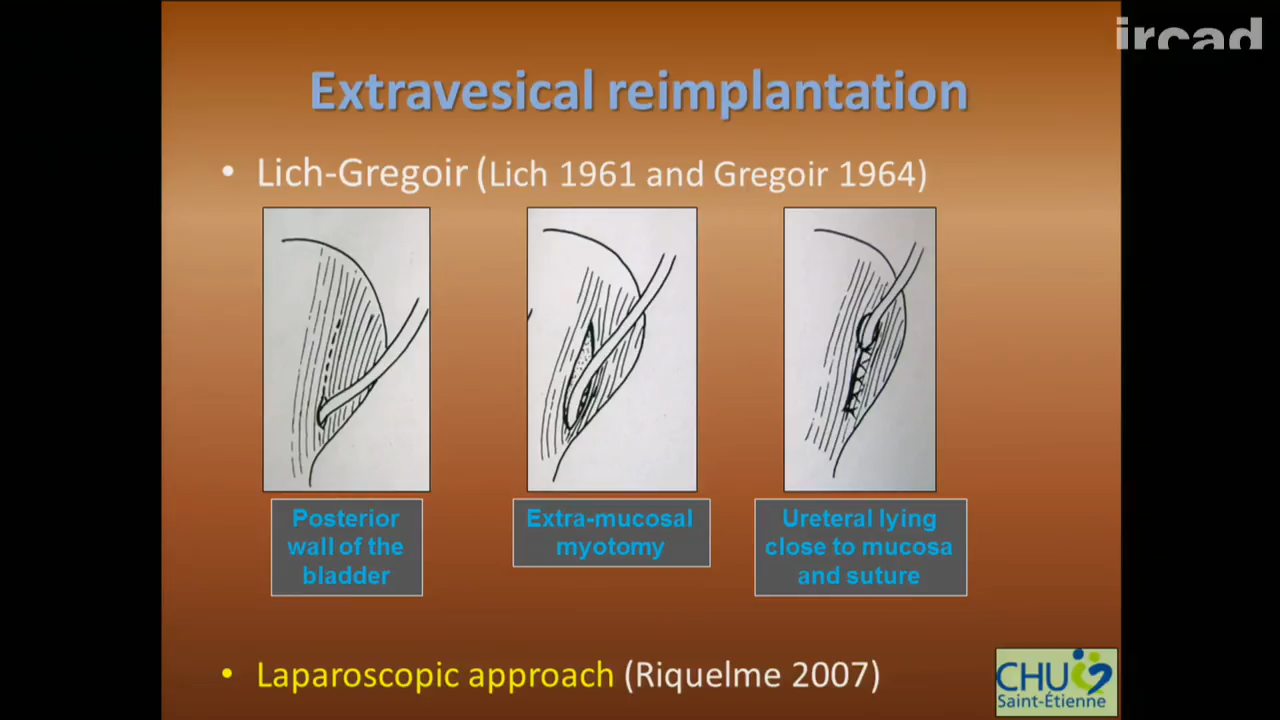 ircad
Extravesical reimplantation
• Lich-Gregoir (Lich 1961 and Gregoir 1964)
Posterior
wall of the
bladder
Extra-mucosal
myotomy
Ureteral lying
close to mucosa
and suture
• Laparoscopic approach (Riquelme 2007)
CHU
Saint-Étienne